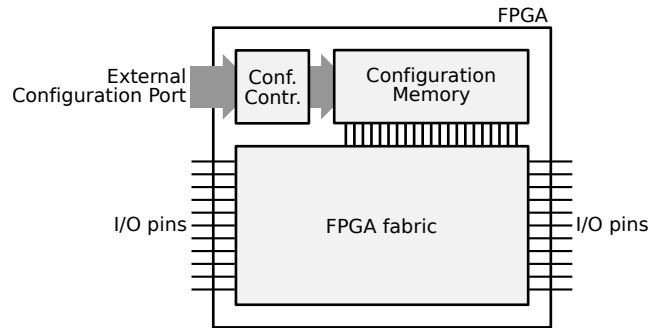 FPGA
External
Configuration Port
Conf.
Contr.
Configuration
Memory
I/O pins
FPGA fabric
I/O pins